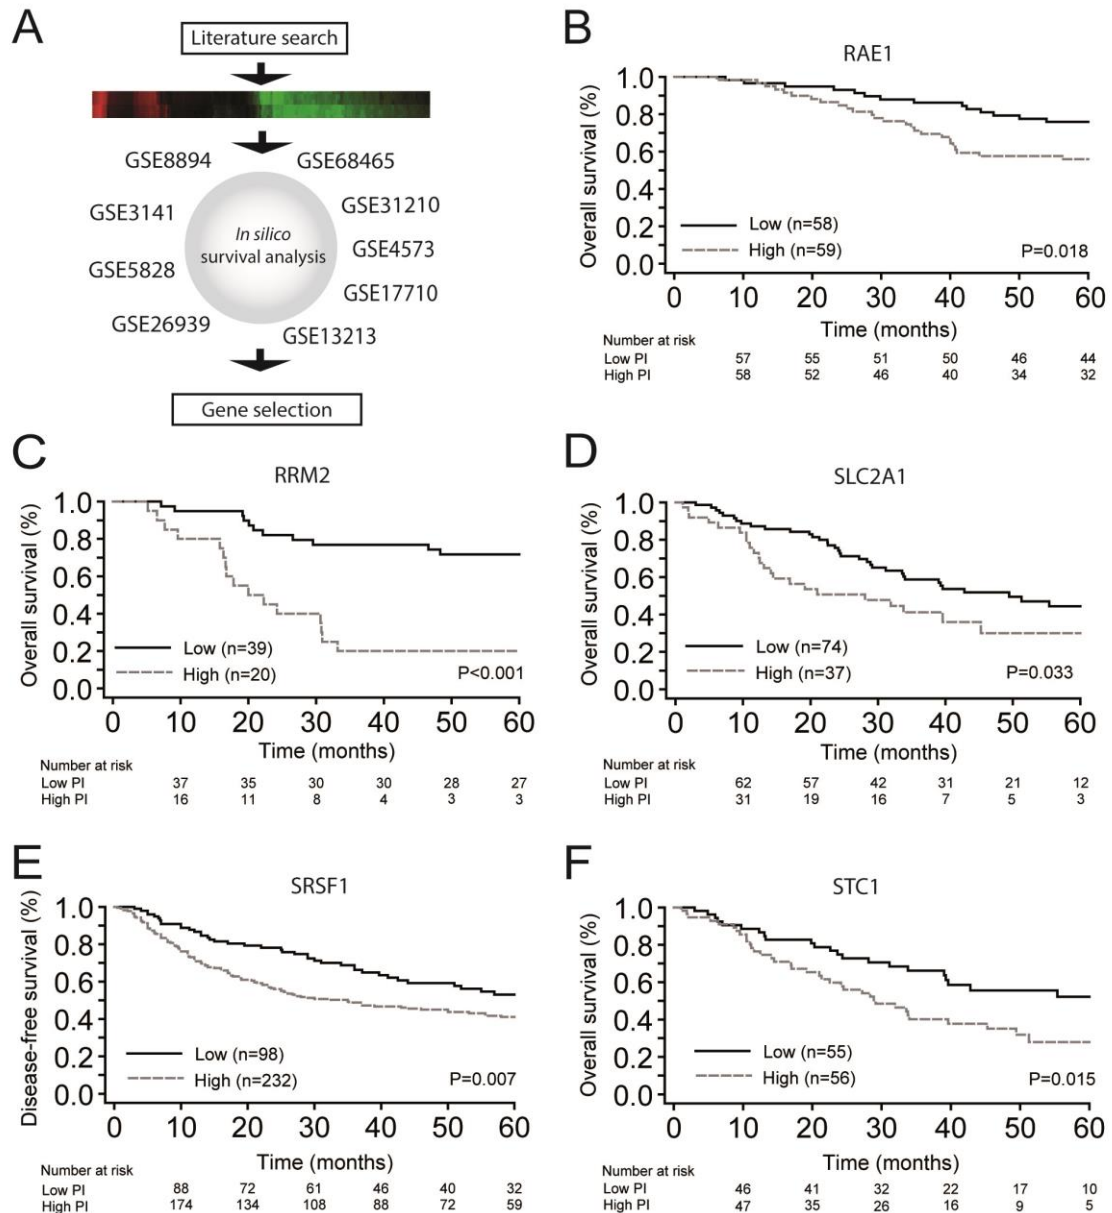 A
Literature search
GSE8894
GSE68465
GSE3141
GSE31210
In silico
survival analysis
GSE4573
GSE5828
GSE17710
GSE26939
GSE13213
Gene selection
B
RAE1
Overall survival (%)
1.0
0.8
0.6
0.4
0.2
0.0
Low (n=58)
High (n=59)
P=0.018
0 10 20 30 40 50 60
Time (months)
Number at risk
Low PI 57 55 51 50 46 44
High PI 58 52 46 40 34 32
C
RRM2
Overall survival (%)
1.0
0.8
0.6
0.4
0.2
0.0
Low (n=39)
High (n=20)
P<0.001
0 10 20 30 40 50 60
Time (months)
Number at risk
Low PI 37 35 30 30 28 27
High PI 16 11 8 4 3 3
D
SLC2A1
Overall survival (%)
1.0
0.8
0.6
0.4
0.2
0.0
Low (n=74)
High (n=37)
P=0.033
0 10 20 30 40 50 60
Time (months)
Number at risk
Low PI 62 57 42 31 21 12
High PI 31 19 16 7 5 3
E
SRSF1
Disease-free survival (%)
1.0
0.8
0.6
0.4
0.2
0.0
Low (n=98)
High (n=232)
P=0.007
0 10 20 30 40 50 60
Time (months)
Number at risk
Low PI 88 72 61 46 40 32
High PI 174 134 108 88 72 59
F
STC1
Overall survival (%)
1.0
0.8
0.6
0.4
0.2
0.0
Low (n=55)
High (n=56)
P=0.015
0 10 20 30 40 50 60
Time (months)
Number at risk
Low PI 46 41 32 22 17 10
High PI 47 35 26 16 9 5